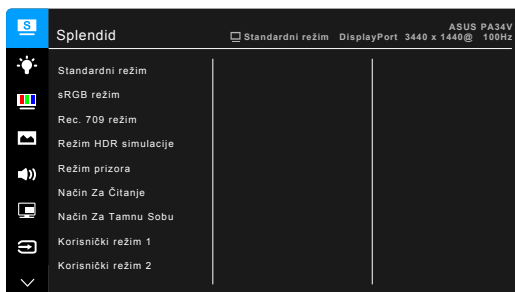 S
ASUS PA34V
Splendid
Standardni režim DisplayPort 3440 x 1440@ 100Hz
Standardni režim
sRGB režim
Rec. 709 režim
Režim HDR simulacije
Režim prizora
Način Za Čitanje
Način Za Tamnu Sobu
Korisnički režim 1
Korisnički režim 2